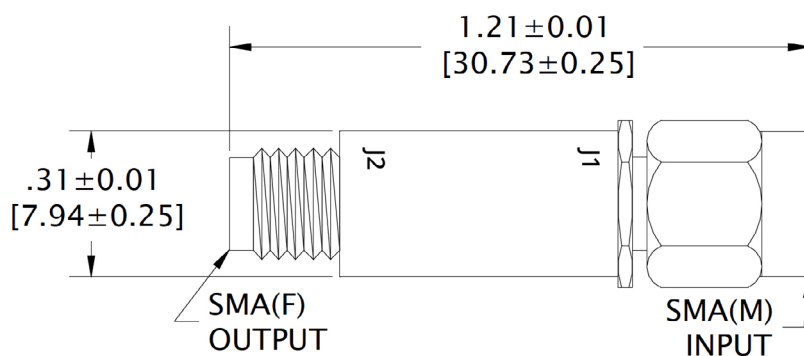 1.21±0.01
[30.73±0.25]
.31±0.01
[7.94±0.25]
J2
J1
SMA(F)
OUTPUT
SMA(M)
INPUT